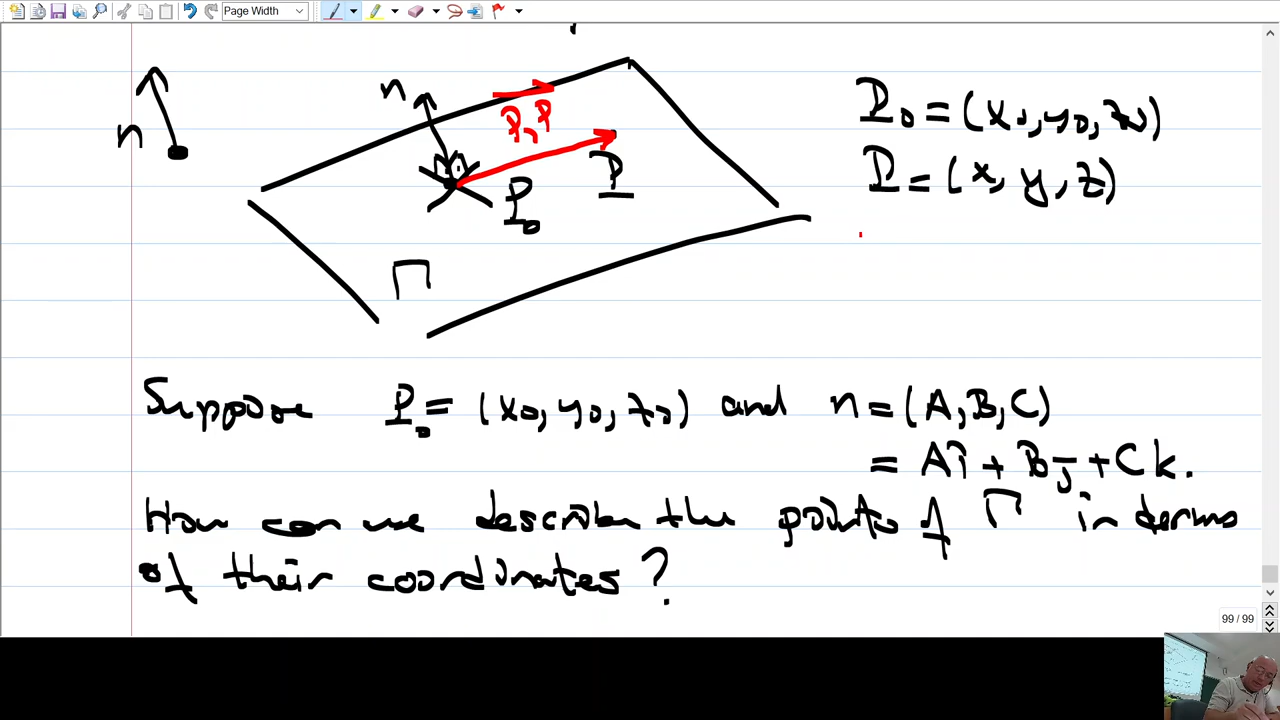 Page Width
n
n
P₀P
P₀
P
Π
P₀ = (x₀, y₀, z₀)
P = (x, y, z)
Suppose P₀ = (x₀, y₀, z₀) and n = (A, B, C)
= Ai + Bj + Ck.
How can we describe the points of Π in terms
of their coordinates?
99 / 99